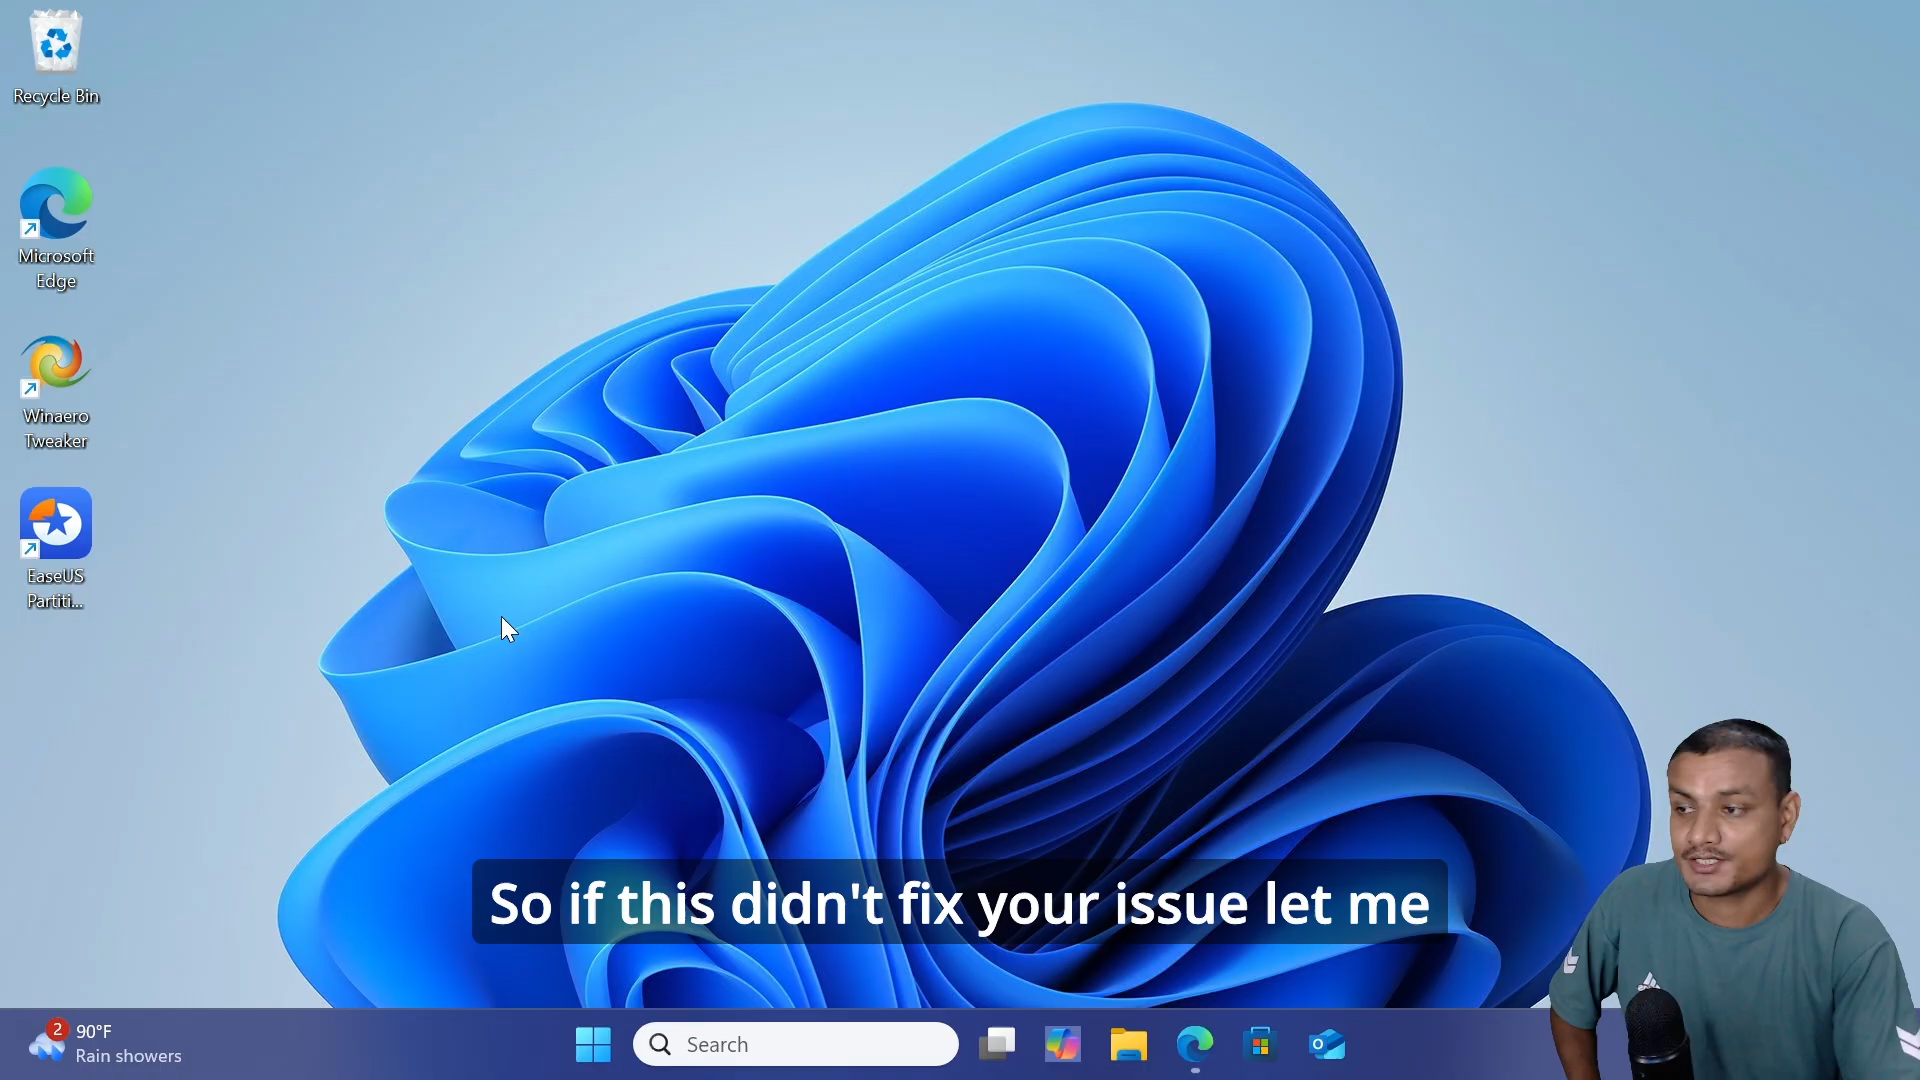 Recycle Bin
Microsoft
Edge
Winaero
Tweaker
EaseUS
Partiti...
So if this didn't fix your issue let me
2
90°F
Rain showers
Search